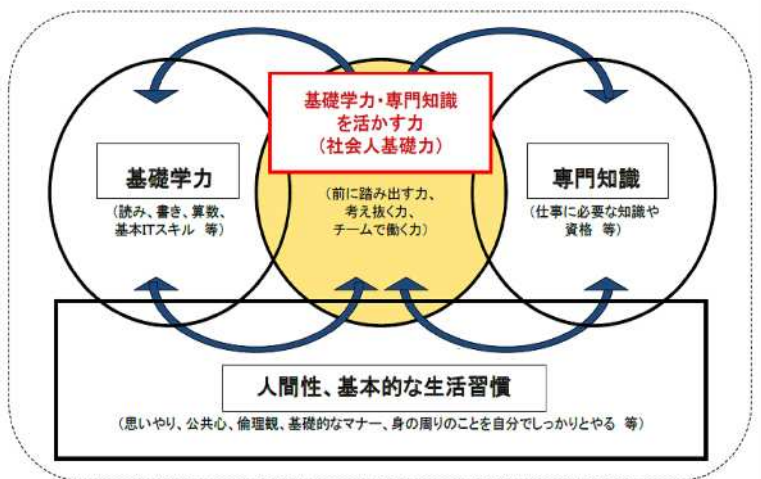 基礎学力・専門知識
を活かす力
(社会人基礎力)
基礎学力
(読み、書き、算数、
基本ITスキル 等)
(前に踏み出す力、
考え抜く力、
チームで働く力)
専門知識
(仕事に必要な知識や
資格 等)
人間性、基本的な生活習慣
(思いやり、公共心、倫理観、基礎的なマナー、身の周りのことを自分でしっかりとやる 等)